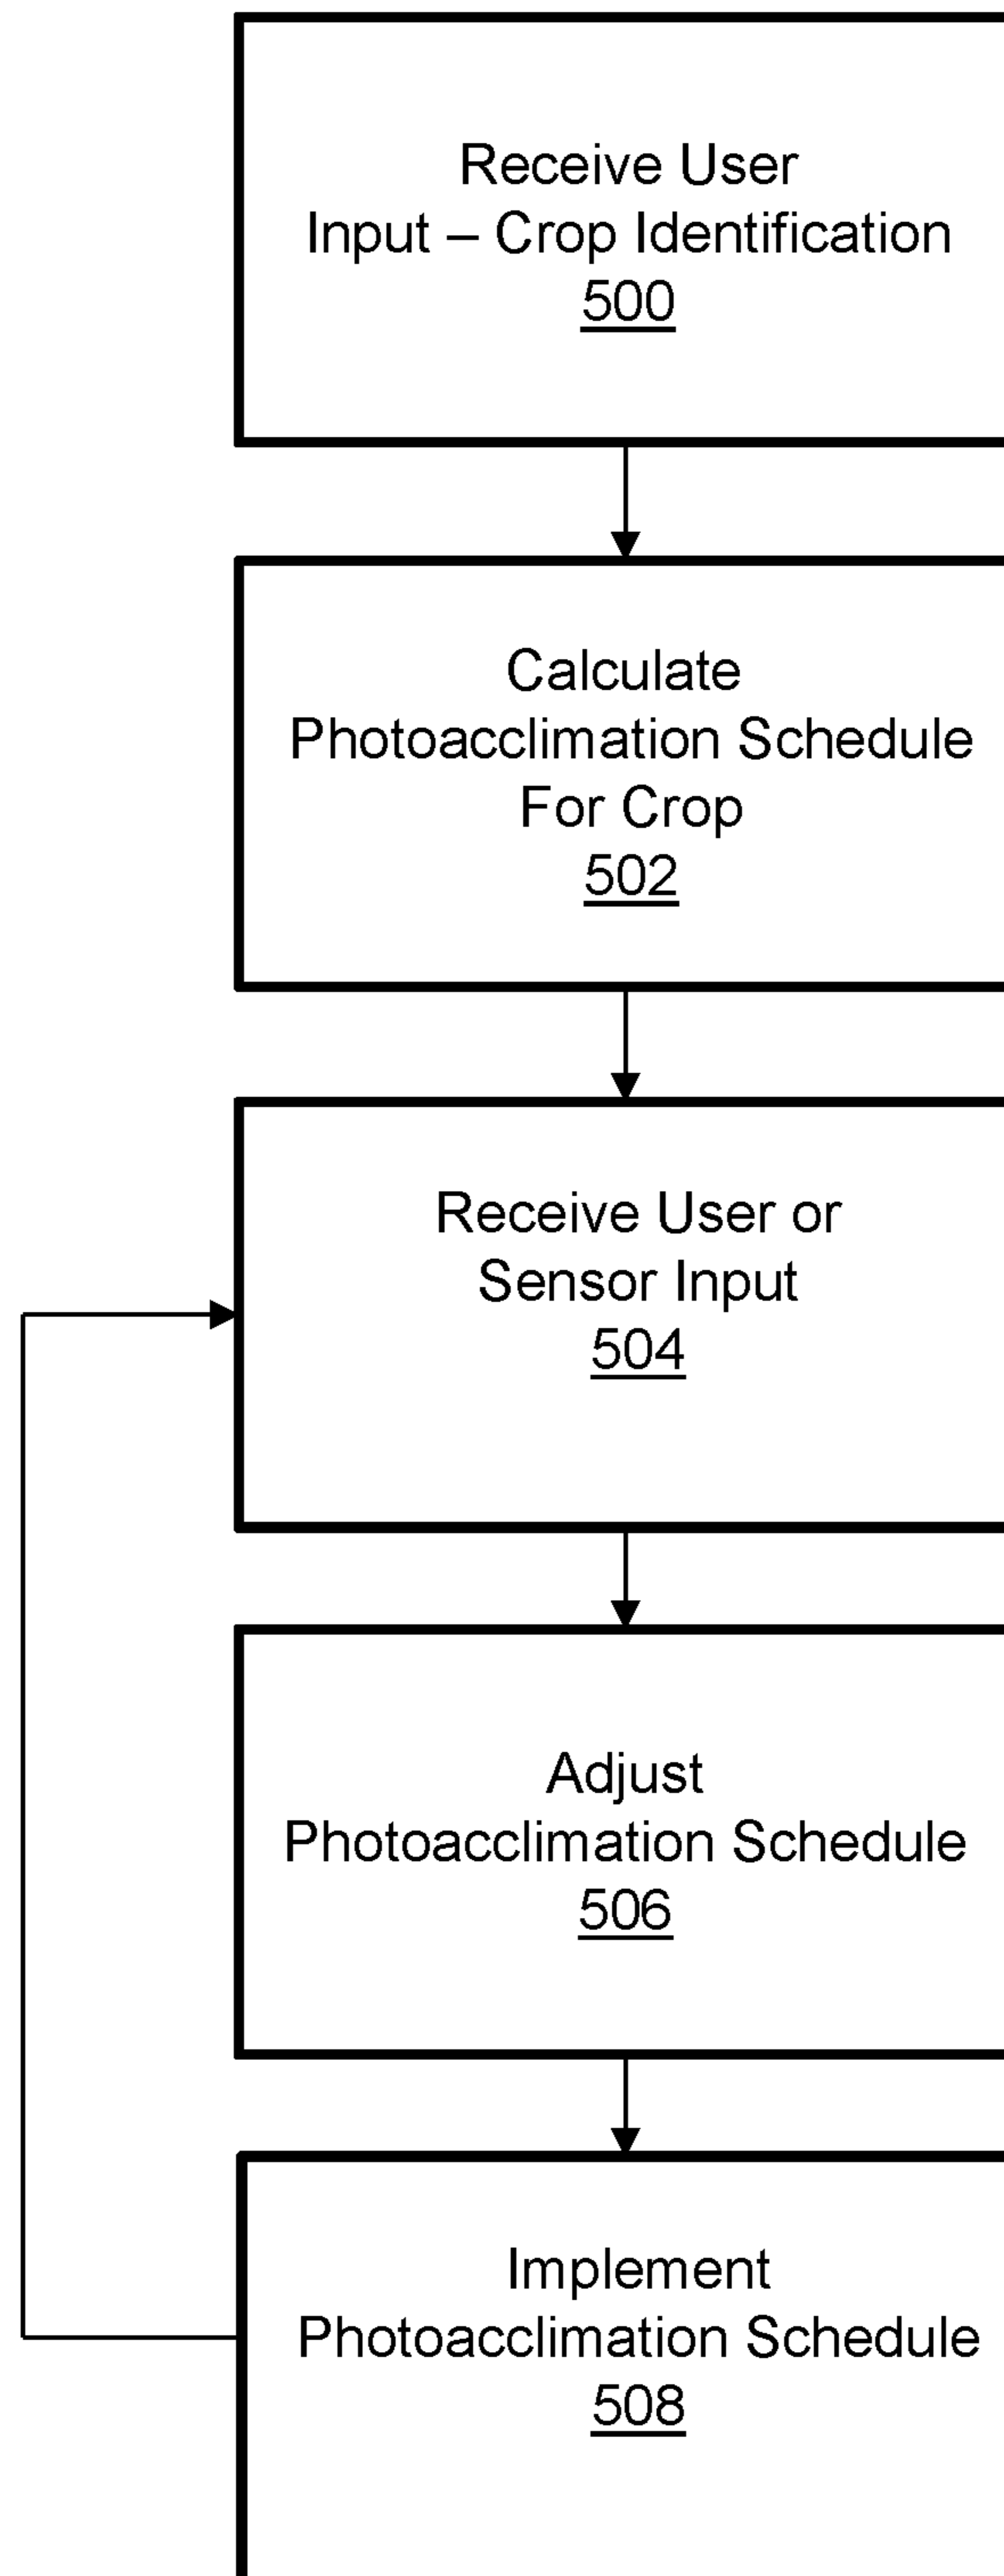 Receive User
Input – Crop Identification
500
Calculate
Photoacclimation Schedule
For Crop
502
Receive User or
Sensor Input
504
Adjust
Photoacclimation Schedule
506
Implement
Photoacclimation Schedule
508